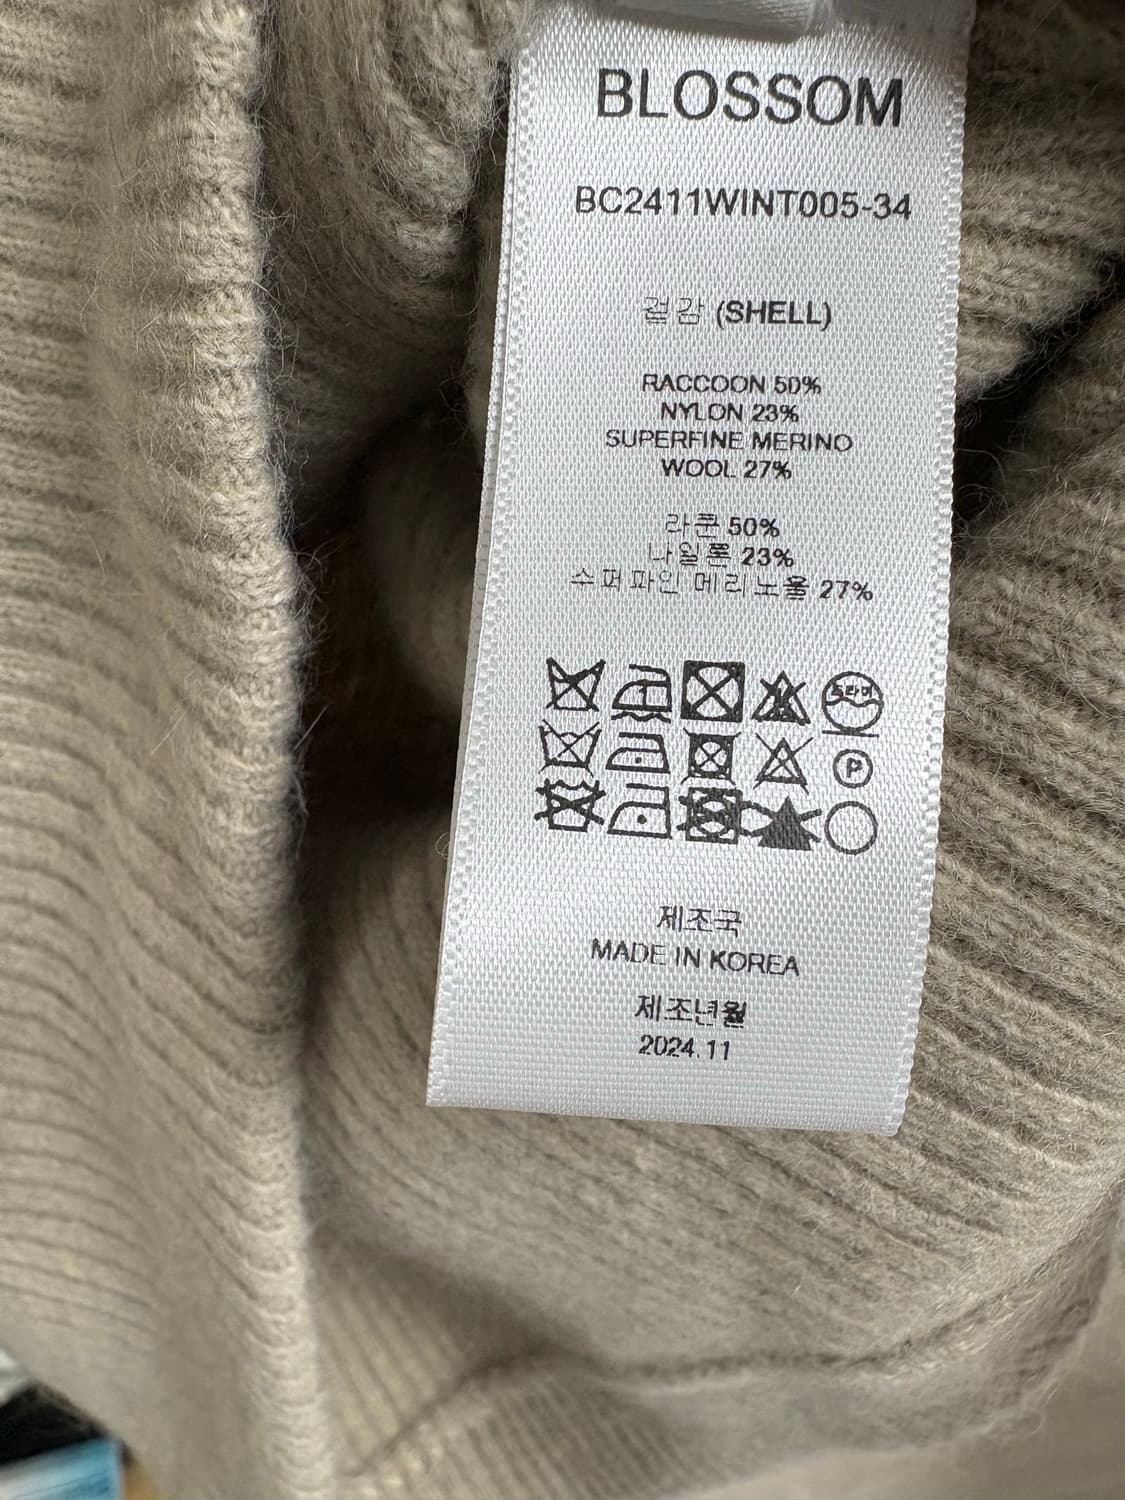 BLOSSOM
BC2411WINT005-34
겉감 (SHELL)
RACCOON 50%
NYLON 23%
SUPERFINE MERINO
WOOL 27%
라쿤 50%
나일론 23%
수퍼파인 메리노울 27%
드라이
P
제조국
MADE IN KOREA
제조년월
2024.11